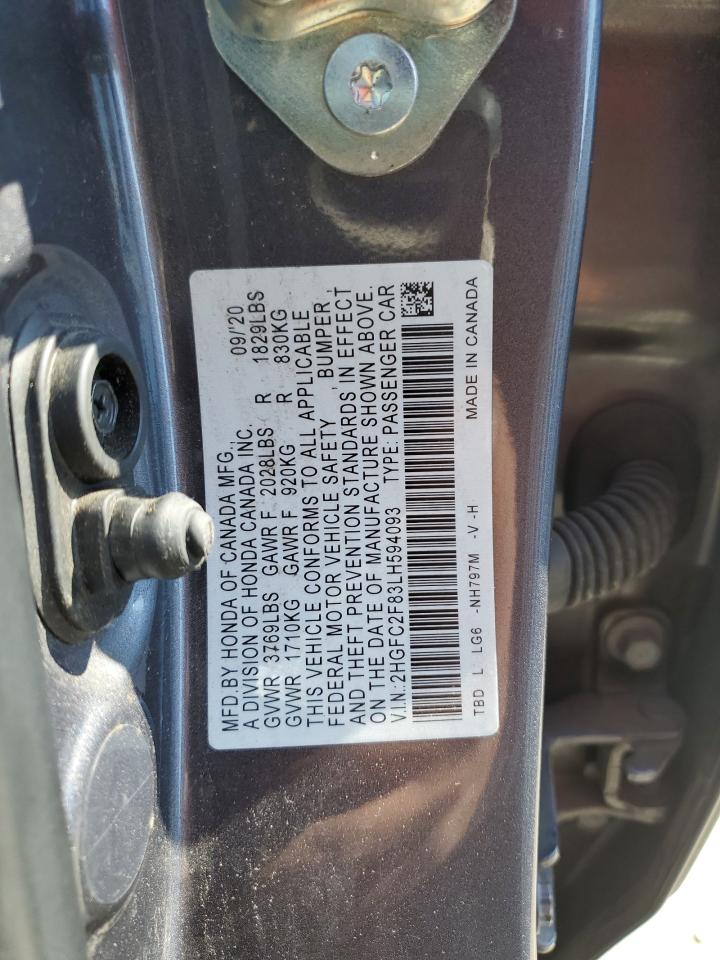 MFD.BY HONDA OF CANADA MFG., 09/'20
A DIVISION OF HONDA CANADA INC.
GVWR 3769LBS GAWR F 2028LBS R 1829LBS
GVWR 1710KG GAWR F 920KG R 830KG
THIS VEHICLE CONFORMS TO ALL APPLICABLE
FEDERAL MOTOR VEHICLE SAFETY, BUMPER,
AND THEFT PREVENTION STANDARDS IN EFFECT
ON THE DATE OF MANUFACTURE SHOWN ABOVE.
V.I.N.: 2HGFC2F83LH594093 TYPE: PASSENGER CAR
TBD L LG6 -NH797M -V -H MADE IN CANADA